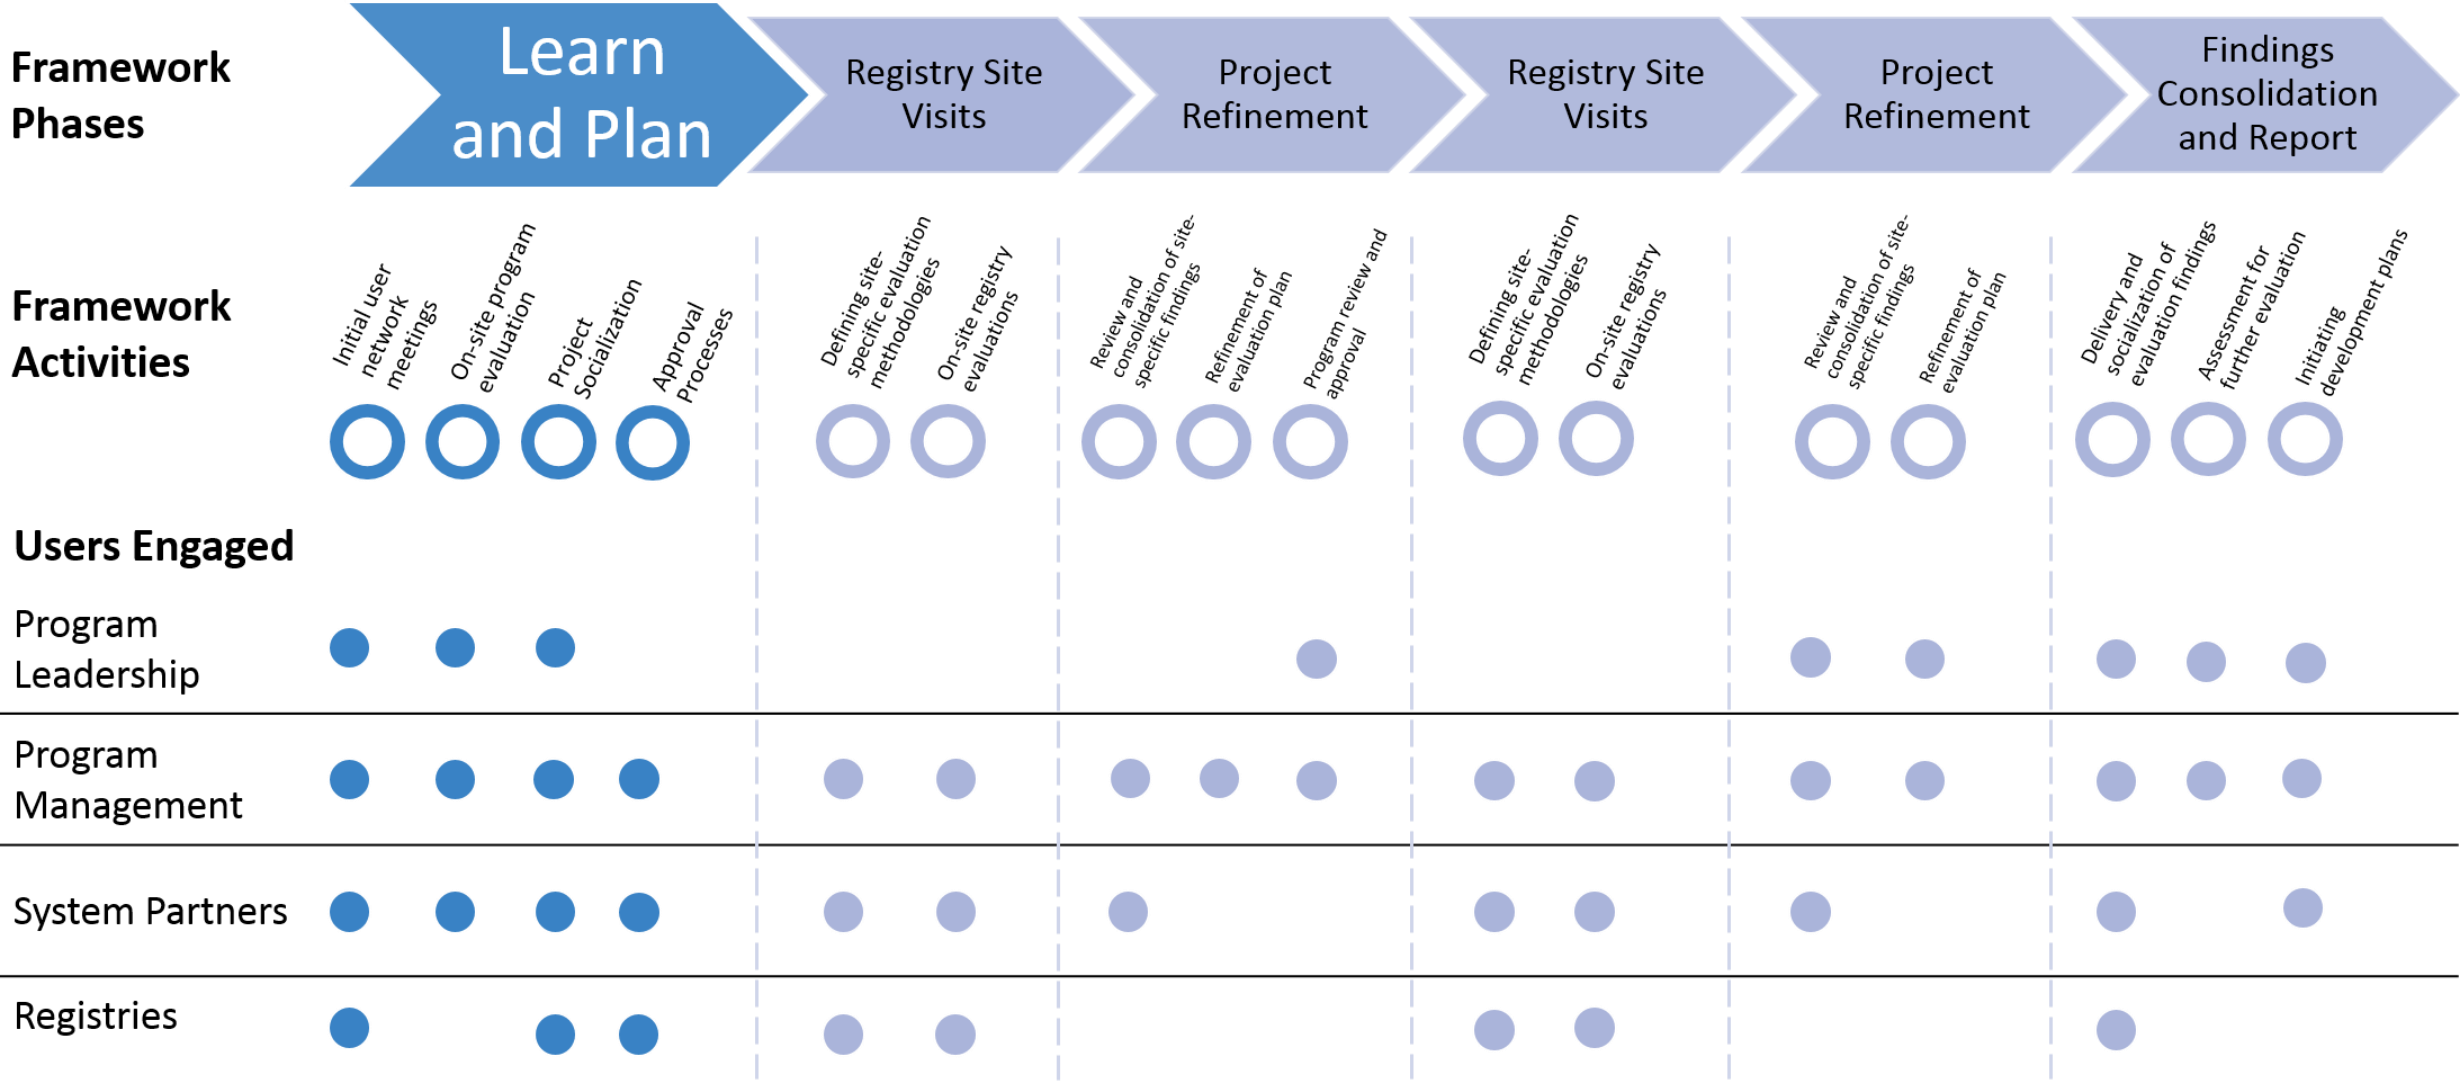 Framework
Phases
Learn
and Plan
Registry Site
Visits
Project
Refinement
Registry Site
Visits
Project
Refinement
Findings
Consolidation
and Report
Framework
Activities
Initial user
network
meetings
On-site program
evaluation
Project
Socialization
Approval
Processes
Defining site-
specific evaluation
methodologies
On-site registry
evaluations
Review and
consolidation of site-
specific findings
Refinement of
evaluation plan
Program review and
approval
Defining site-
specific evaluation
methodologies
On-site registry
evaluations
Review and
consolidation of site-
specific findings
Refinement of
evaluation plan
Delivery and
socialization of
evaluation findings
Assessment for
further evaluation
Initiating
development plans
Users Engaged
Program
Leadership
Program
Management
System Partners
Registries